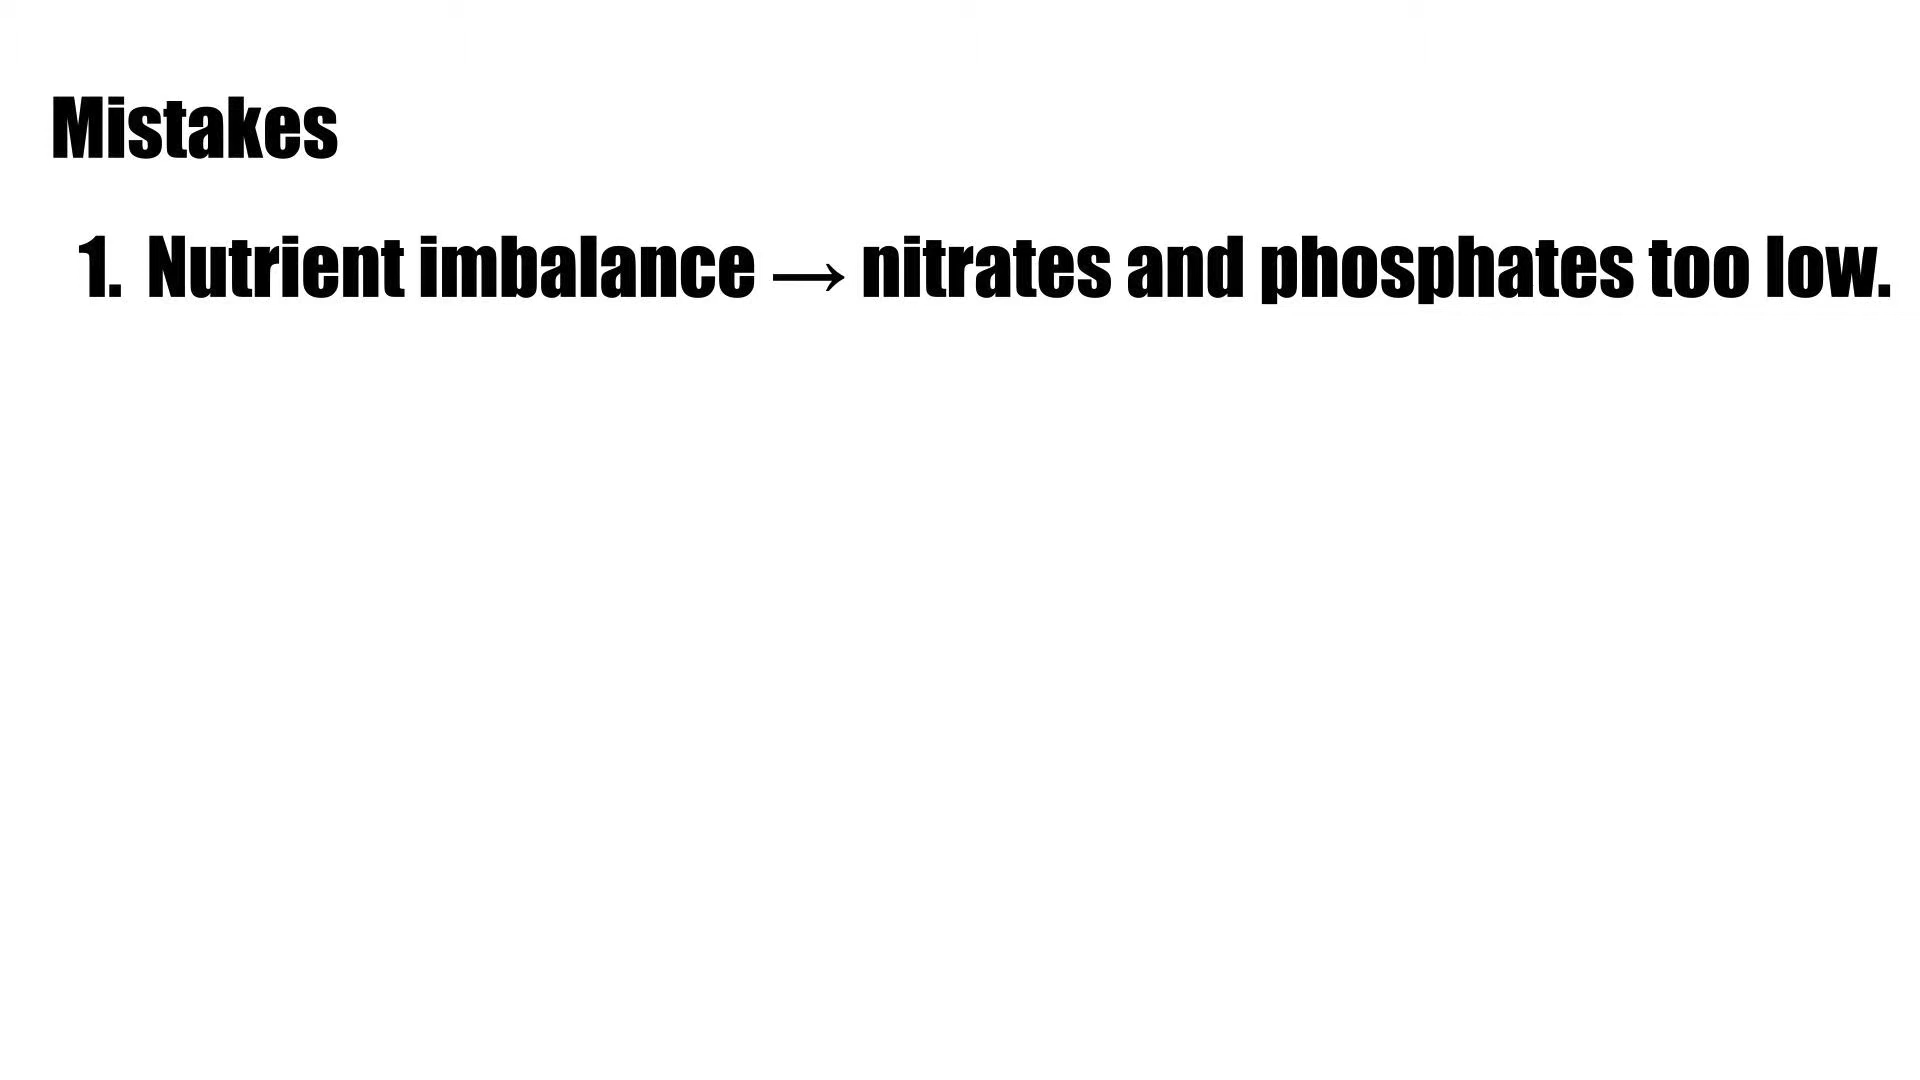 Mistakes
1. Nutrient imbalance → nitrates and phosphates too low.